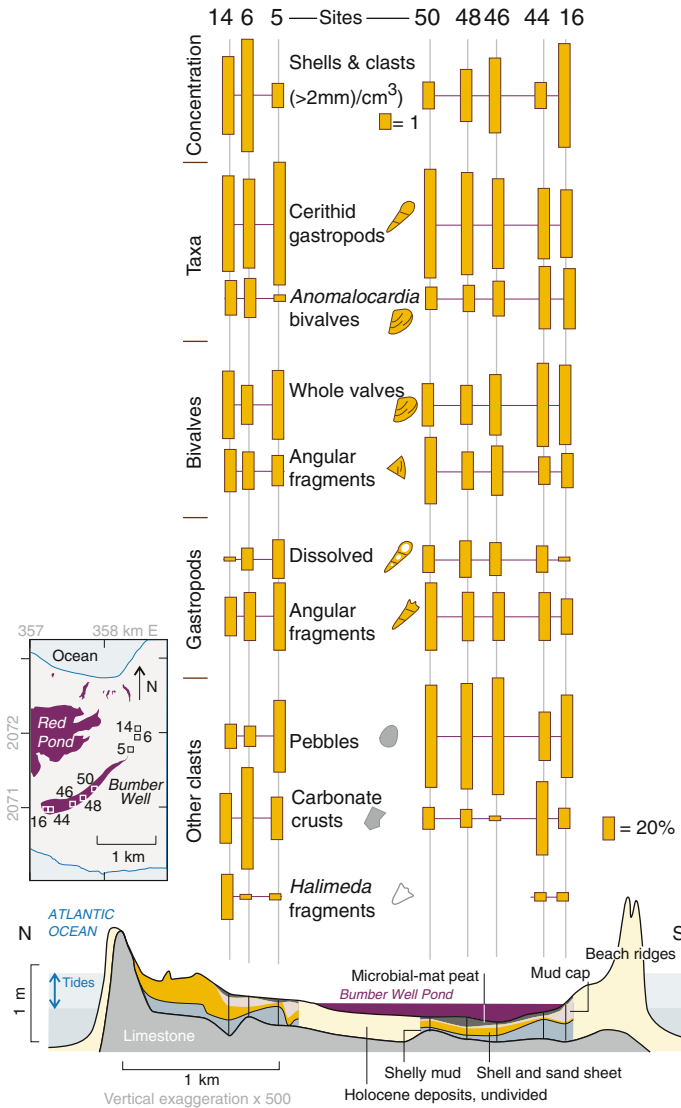 14 6 5 — Sites — 50 48 46 44 16
Concentration
Shells & clasts
(>2mm)/cm³)
= 1
Taxa
Cerithid
gastropods
Anomalocardia
bivalves
Bivalves
Whole valves
Angular
fragments
Gastropods
Dissolved
Angular
fragments
Other clasts
Pebbles
Carbonate
crusts
= 20%
Halimeda
fragments
357 358 km E
Ocean
N
2072
Red
Pond
14
6
5
50
Bumber
Well
46
48
2071
16 44
1 km
N
ATLANTIC
OCEAN
S
Beach ridges
Microbial-mat peat
Mud cap
Bumber Well Pond
1 m
Tides
Limestone
1 km
Shelly mud
Shell and sand sheet
Holocene deposits, undivided
Vertical exaggeration x 500